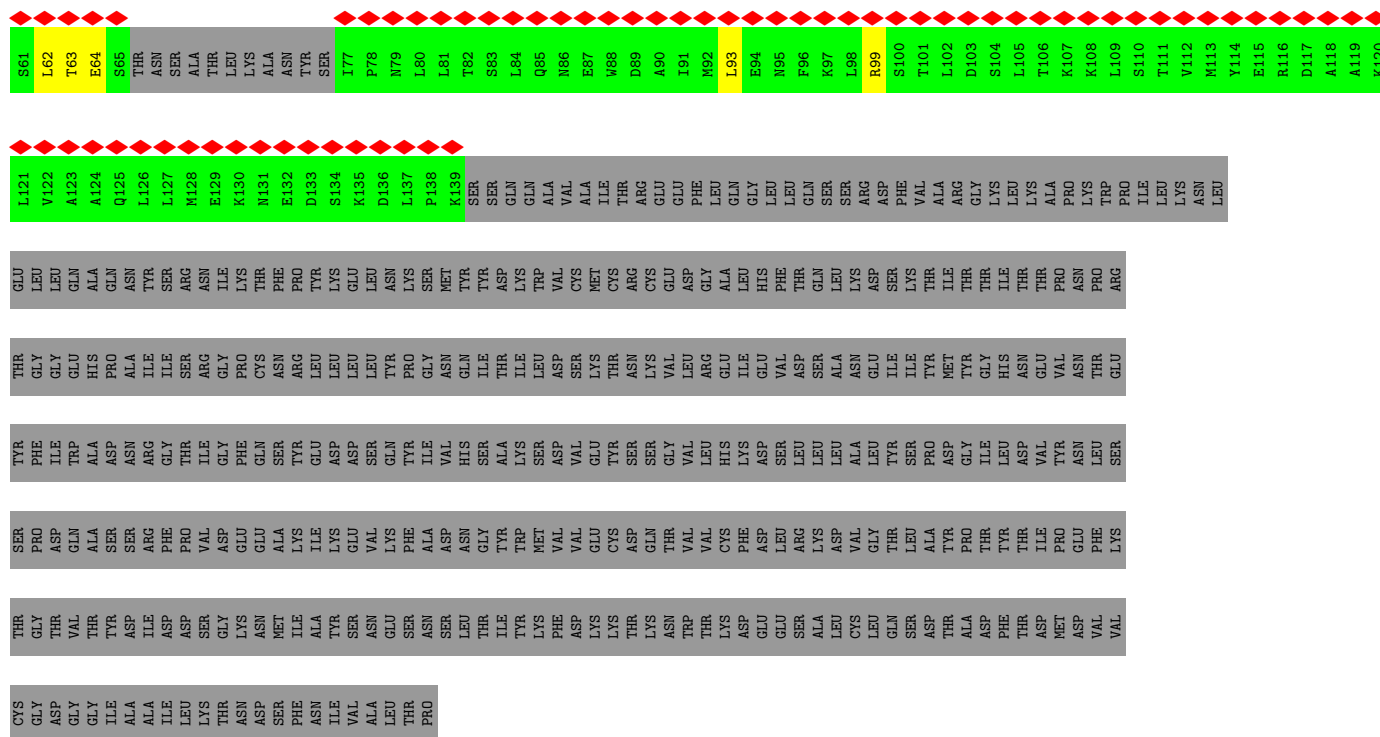 S61 L62 T63 E64 S65 THR ASN SER ALA THR LEU LYS ALA ASN TYR SER I77 P78 N79 L80 L81 T82 S83 L84 Q85 N86 E87 W88 D89 A90 I91 M92 L93 E94 N95 F96 K97 L98 R99 S100 T101 L102 D103 S104 L105 T106 K107 K108 L109 S110 T111 V112 M113 Y114 E115 R116 D117 A118 A119 K120
L121 V122 A123 A124 Q125 L126 L127 M128 E129 K130 N131 E132 D133 S134 K135 D136 L137 P138 K139 SER SER GLN GLN ALA VAL ALA ILE THR ARG GLU GLU PHE LEU GLN GLY LEU LEU GLN SER SER ARG ASP PHE VAL ALA ARG GLY LYS LEU LYS ALA PRO LYS TRP PRO ILE LEU LYS ASN LEU
GLU LEU LEU GLN ALA GLN ASN TYR SER ARG ASN ILE LYS THR PHE PRO TYR LYS GLU LEU ASN LYS SER MET TYR TYR ASP LYS TRP VAL CYS MET CYS ARG CYS GLU ASP GLY ALA LEU HIS PHE THR GLN LEU LYS ASP SER LYS THR ILE THR THR ILE THR THR PRO ASN PRO ARG
THR GLY GLY GLU HIS PRO ALA ILE ILE SER ARG GLY PRO CYS ASN ARG LEU LEU LEU LEU TYR PRO GLY ASN GLN ILE THR ILE LEU ASP SER LYS THR ASN LYS VAL LEU ARG GLU ILE GLU VAL ASP SER ALA ASN GLU ILE ILE TYR MET TYR GLY HIS ASN GLU VAL ASN THR GLU
TYR PHE ILE TRP ALA ASP ASN ARG GLY THR ILE GLY PHE GLN SER TYR GLU ASP ASP SER GLN TYR ILE VAL HIS SER ALA LYS SER ASP VAL GLU TYR SER SER GLY VAL LEU HIS LYS ASP SER LEU LEU LEU ALA LEU TYR SER PRO ASP GLY ILE LEU ASP VAL TYR ASN LEU SER
SER PRO ASP GLN ALA SER SER ARG PHE PRO VAL ASP GLU GLU ALA LYS ILE LYS GLU VAL LYS PHE ALA ASP ASN GLY TYR TRP MET VAL VAL GLU CYS ASP GLN THR VAL VAL CYS PHE ASP LEU ARG LYS ASP VAL GLY THR LEU ALA TYR PRO THR TYR THR ILE PRO GLU PHE LYS
THR GLY THR VAL THR TYR ASP ILE ASP ASP SER GLY LYS ASN MET ILE ALA TYR SER ASN GLU SER ASN SER LEU THR ILE TYR LYS PHE ASP LYS LYS THR LYS ASN TRP THR LYS ASP GLU GLU SER ALA LEU CYS LEU GLN SER ASP THR ALA ASP PHE THR ASP MET ASP VAL VAL
CYS GLY ASP GLY GLY ILE ALA ALA ILE LEU LYS THR ASN ASP SER PHE ASN ILE VAL ALA LEU THR PRO